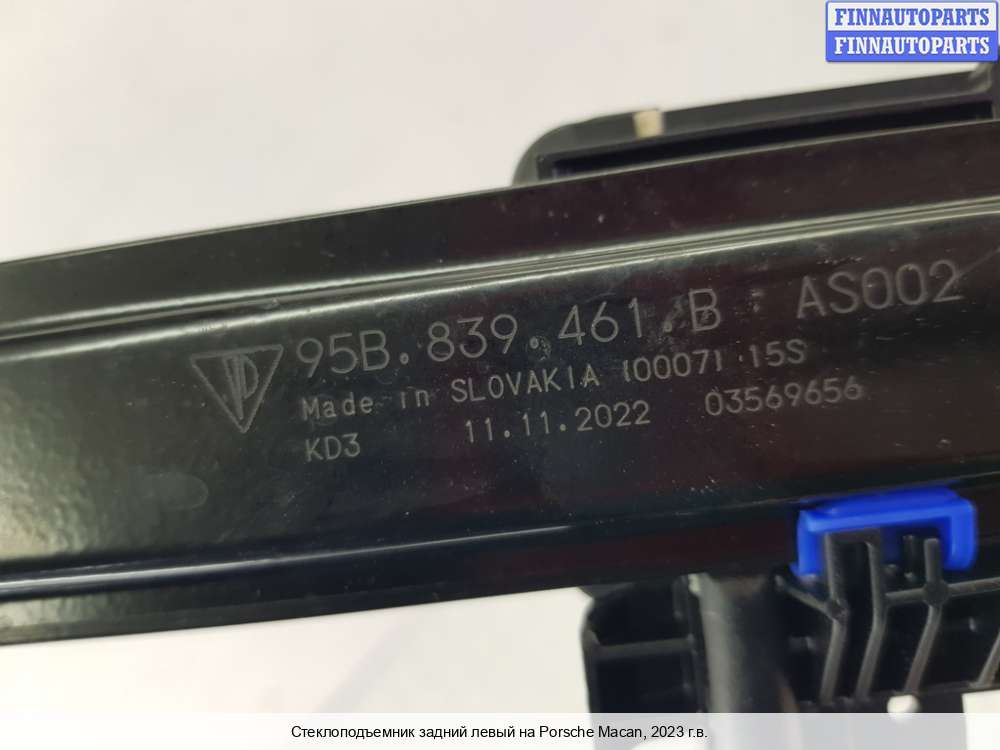 FINNAUTOPARTS
FINNAUTOPARTS
95B.839.461.B AS002
Made in SLOVAKIA 100071 15S
KD3 11.11.2022 03569656
Стеклоподъемник задний левый на Porsche Macan, 2023 г.в.